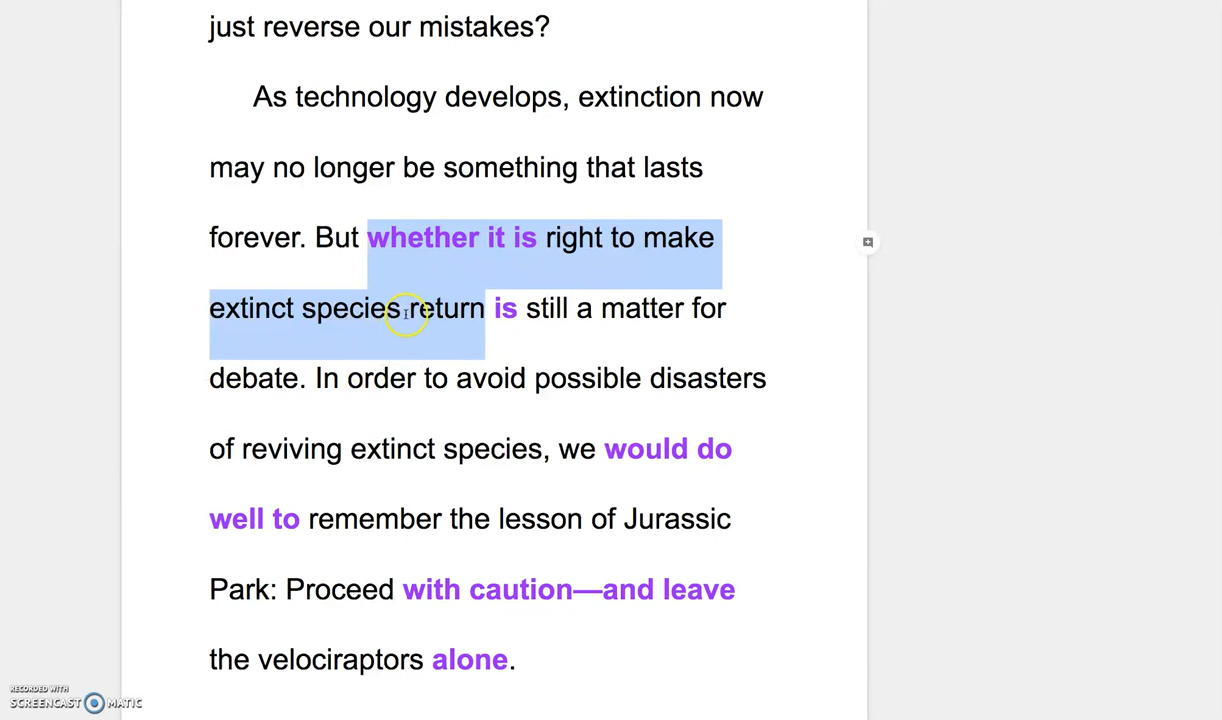 just reverse our mistakes?
As technology develops, extinction now
may no longer be something that lasts
forever. But whether it is right to make
extinct species return is still a matter for
debate. In order to avoid possible disasters
of reviving extinct species, we would do
well to remember the lesson of Jurassic
Park: Proceed with caution—and leave
the velociraptors alone.
RECORDED WITH
SCREENCAST MATIC